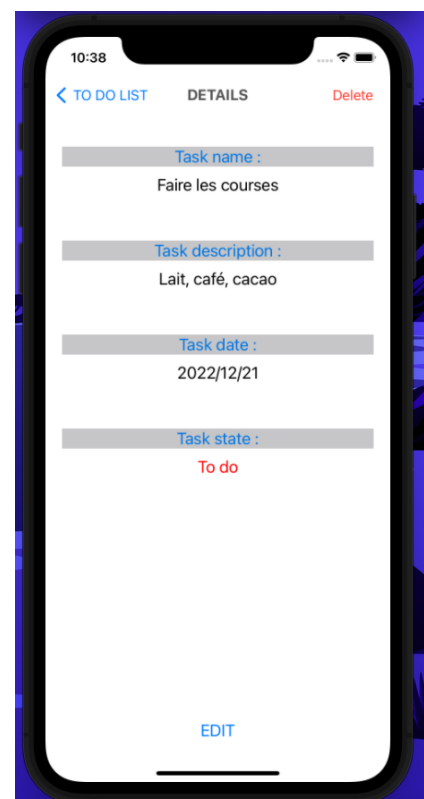 10:38
TO DO LIST DETAILS Delete
Task name :
Faire les courses
Task description :
Lait, café, cacao
Task date :
2022/12/21
Task state :
To do
EDIT